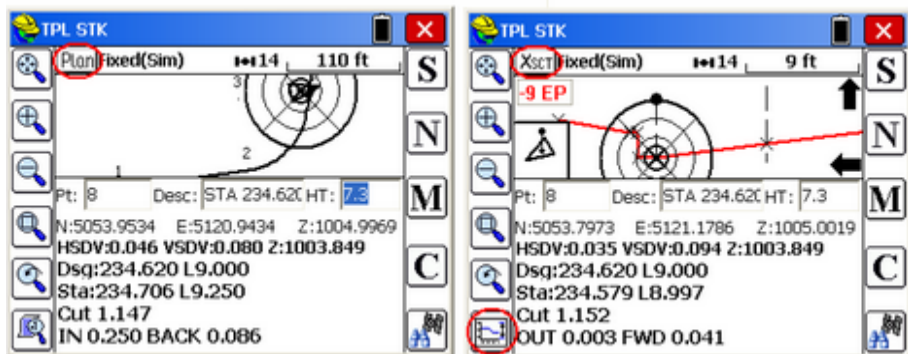 TPL STK
Plan Fixed(Sim) 14 110 ft
S
3
N
2
1
Pt: 8 Desc: STA 234.620 HT: 7.3
M
N:5053.9534 E:5120.9434 Z:1004.9969
HSDV:0.046 VSDV:0.080 Z:1003.849
Dsg:234.620 L9.000
C
Sta:234.706 L9.250
Cut 1.147
IN 0.250 BACK 0.086
TPL STK
XSCT Fixed(Sim) 14 9 ft
S
-9 EP
N
Pt: 8 Desc: STA 234.620 HT: 7.3
M
N:5053.7973 E:5121.1786 Z:1005.0019
HSDV:0.035 VSDV:0.094 Z:1003.849
Dsg:234.620 L9.000
C
Sta:234.579 L8.997
Cut 1.152
OUT 0.003 FWD 0.041